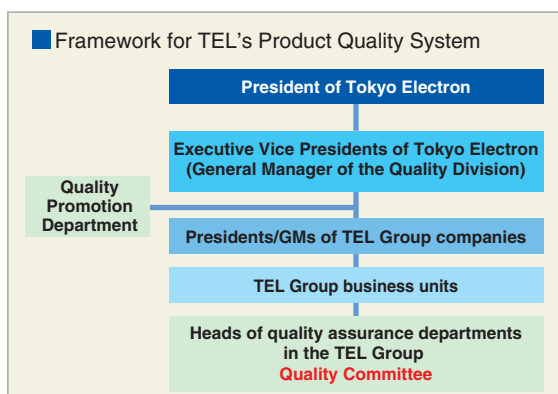 Framework for TEL's Product Quality System
President of Tokyo Electron
Executive Vice Presidents of Tokyo Electron
(General Manager of the Quality Division)
Quality
Promotion
Department
Presidents/GMs of TEL Group companies
TEL Group business units
Heads of quality assurance departments
in the TEL Group
Quality Committee